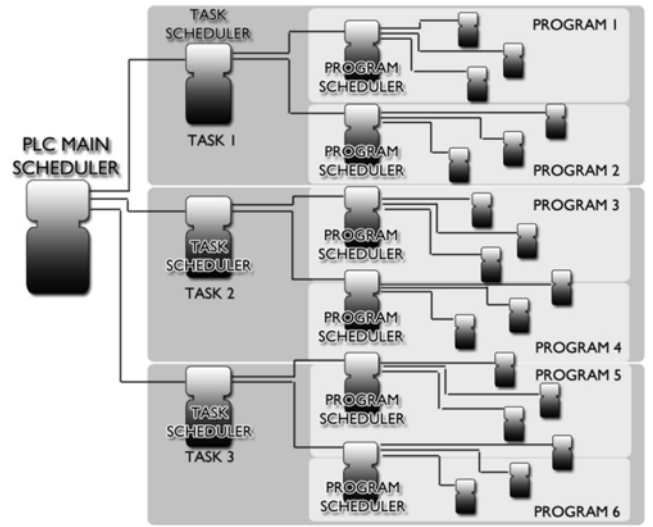 TASK
SCHEDULER
TASK 1
PROGRAM
SCHEDULER
PROGRAM 1
PROGRAM
SCHEDULER
PROGRAM 2
PLC MAIN
SCHEDULER
TASK
SCHEDULER
TASK 2
PROGRAM
SCHEDULER
PROGRAM 3
PROGRAM
SCHEDULER
PROGRAM 4
TASK
SCHEDULER
TASK 3
PROGRAM
SCHEDULER
PROGRAM 5
PROGRAM
SCHEDULER
PROGRAM 6